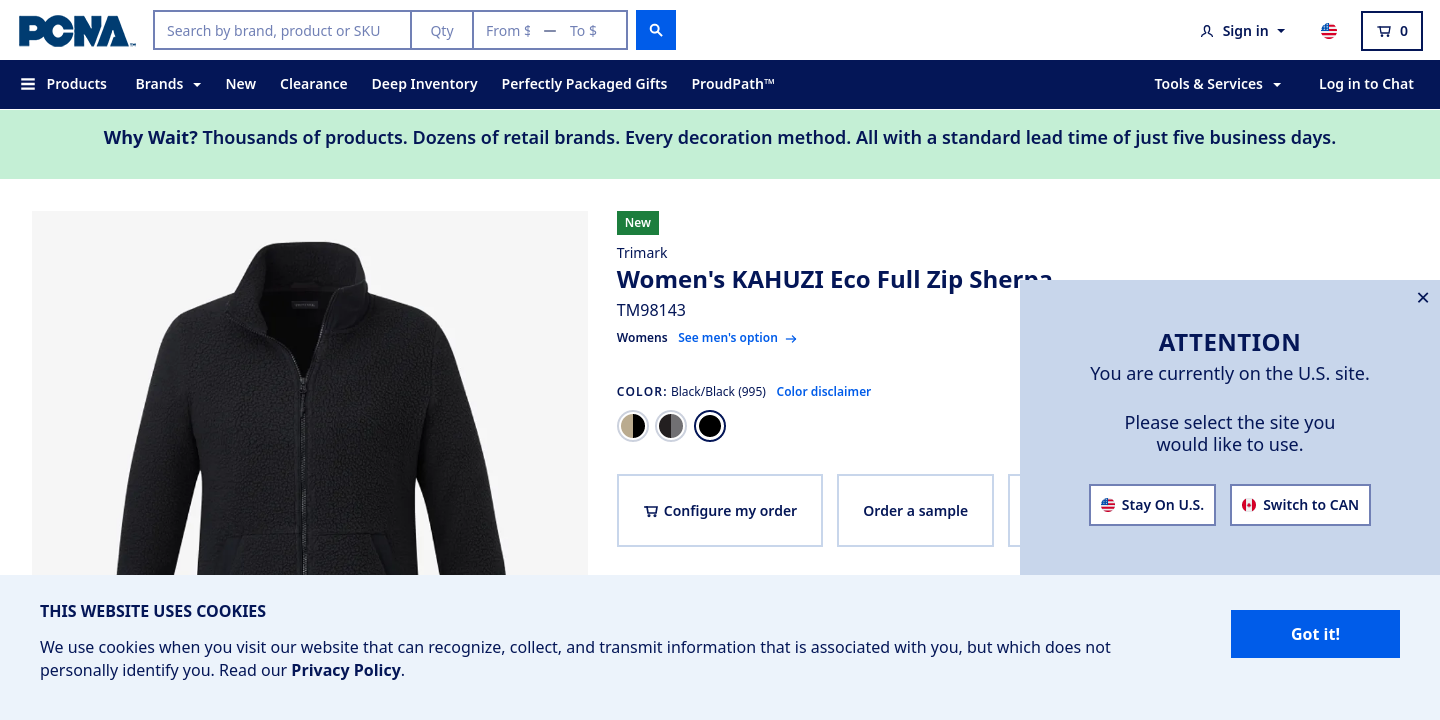 PCNA™
Search by brand, product or SKU
Qty
From $ — To $
Sign in
0
Products
Brands
New
Clearance
Deep Inventory
Perfectly Packaged Gifts
ProudPath™
Tools & Services
Log in to Chat
Why Wait? Thousands of products. Dozens of retail brands. Every decoration method. All with a standard lead time of just five business days.
New
Trimark
Women's KAHUZI Eco Full Zip Sherpa
TM98143
Womens See men's option →
COLOR: Black/Black (995) Color disclaimer
Configure my order
Order a sample
ATTENTION
You are currently on the U.S. site.
Please select the site you
would like to use.
Stay On U.S.
Switch to CAN
THIS WEBSITE USES COOKIES
We use cookies when you visit our website that can recognize, collect, and transmit information that is associated with you, but which does not
personally identify you. Read our Privacy Policy.
Got it!